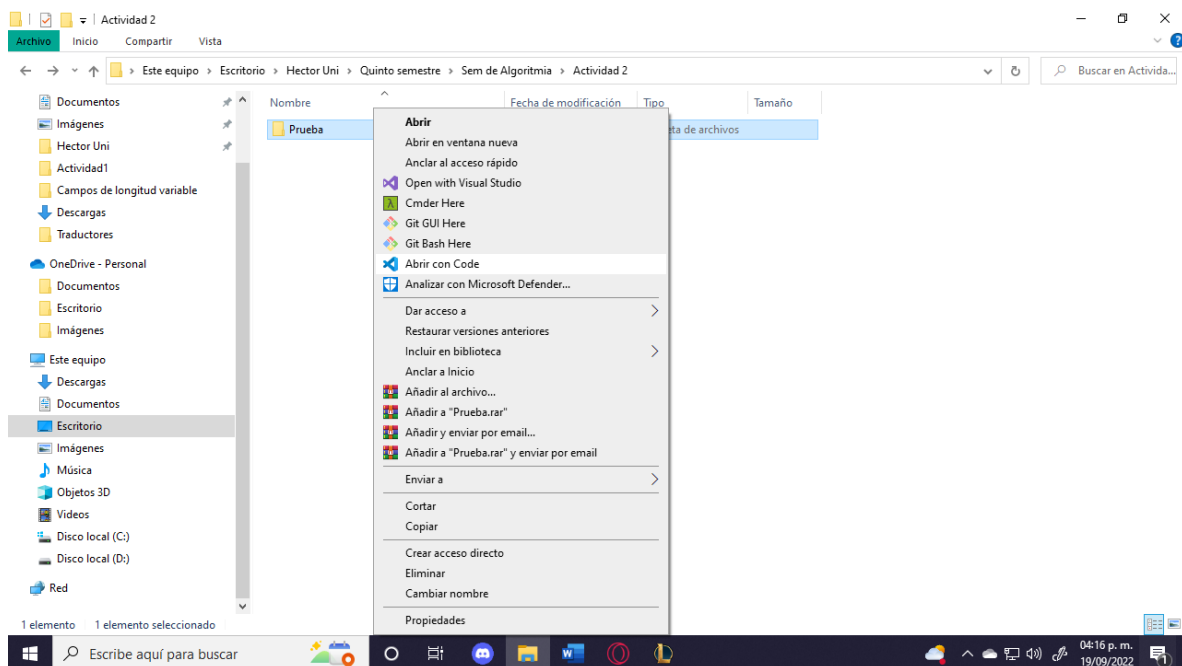 Actividad 2
Archivo Inicio Compartir Vista
Este equipo > Escritorio > Hector Uni > Quinto semestre > Sem de Algoritmia > Actividad 2
Buscar en Activida...
Documentos
Imágenes
Hector Uni
Actividad1
Campos de longitud variable
Descargas
Traductores
OneDrive - Personal
Documentos
Escritorio
Imágenes
Este equipo
Descargas
Documentos
Escritorio
Imágenes
Música
Objetos 3D
Videos
Disco local (C:)
Disco local (D:)
Red
Nombre Fecha de modificación Tipo Tamaño
Prueba ta de archivos
Abrir
Abrir en ventana nueva
Anclar al acceso rápido
Open with Visual Studio
Cmder Here
Git GUI Here
Git Bash Here
Abrir con Code
Analizar con Microsoft Defender...
Dar acceso a
Restaurar versiones anteriores
Incluir en biblioteca
Anclar a Inicio
Añadir al archivo...
Añadir a "Prueba.rar"
Añadir y enviar por email...
Añadir a "Prueba.rar" y enviar por email
Enviar a
Cortar
Copiar
Crear acceso directo
Eliminar
Cambiar nombre
Propiedades
1 elemento 1 elemento seleccionado
Escribe aquí para buscar
04:16 p. m.
19/09/2022
1